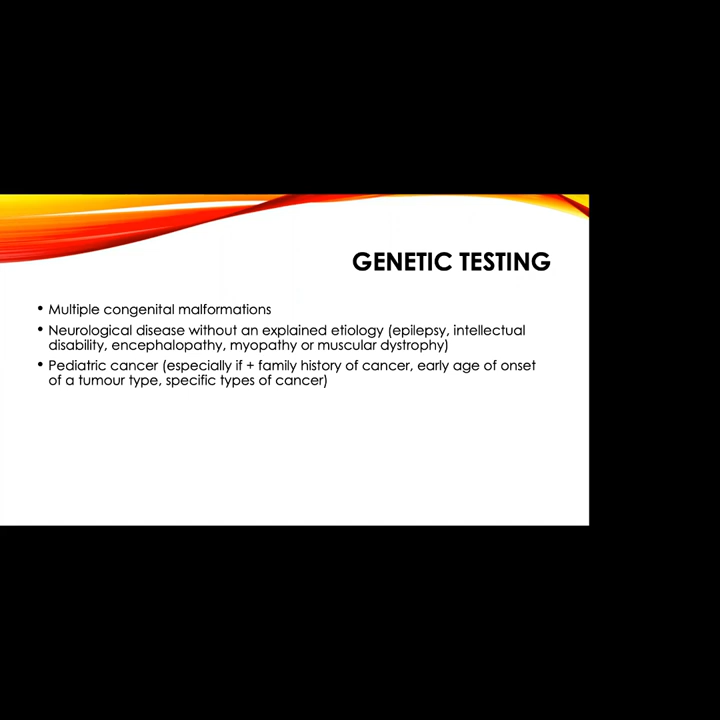 GENETIC TESTING
• Multiple congenital malformations
• Neurological disease without an explained etiology (epilepsy, intellectual
disability, encephalopathy, myopathy or muscular dystrophy)
• Pediatric cancer (especially if + family history of cancer, early age of onset
of a tumour type, specific types of cancer)